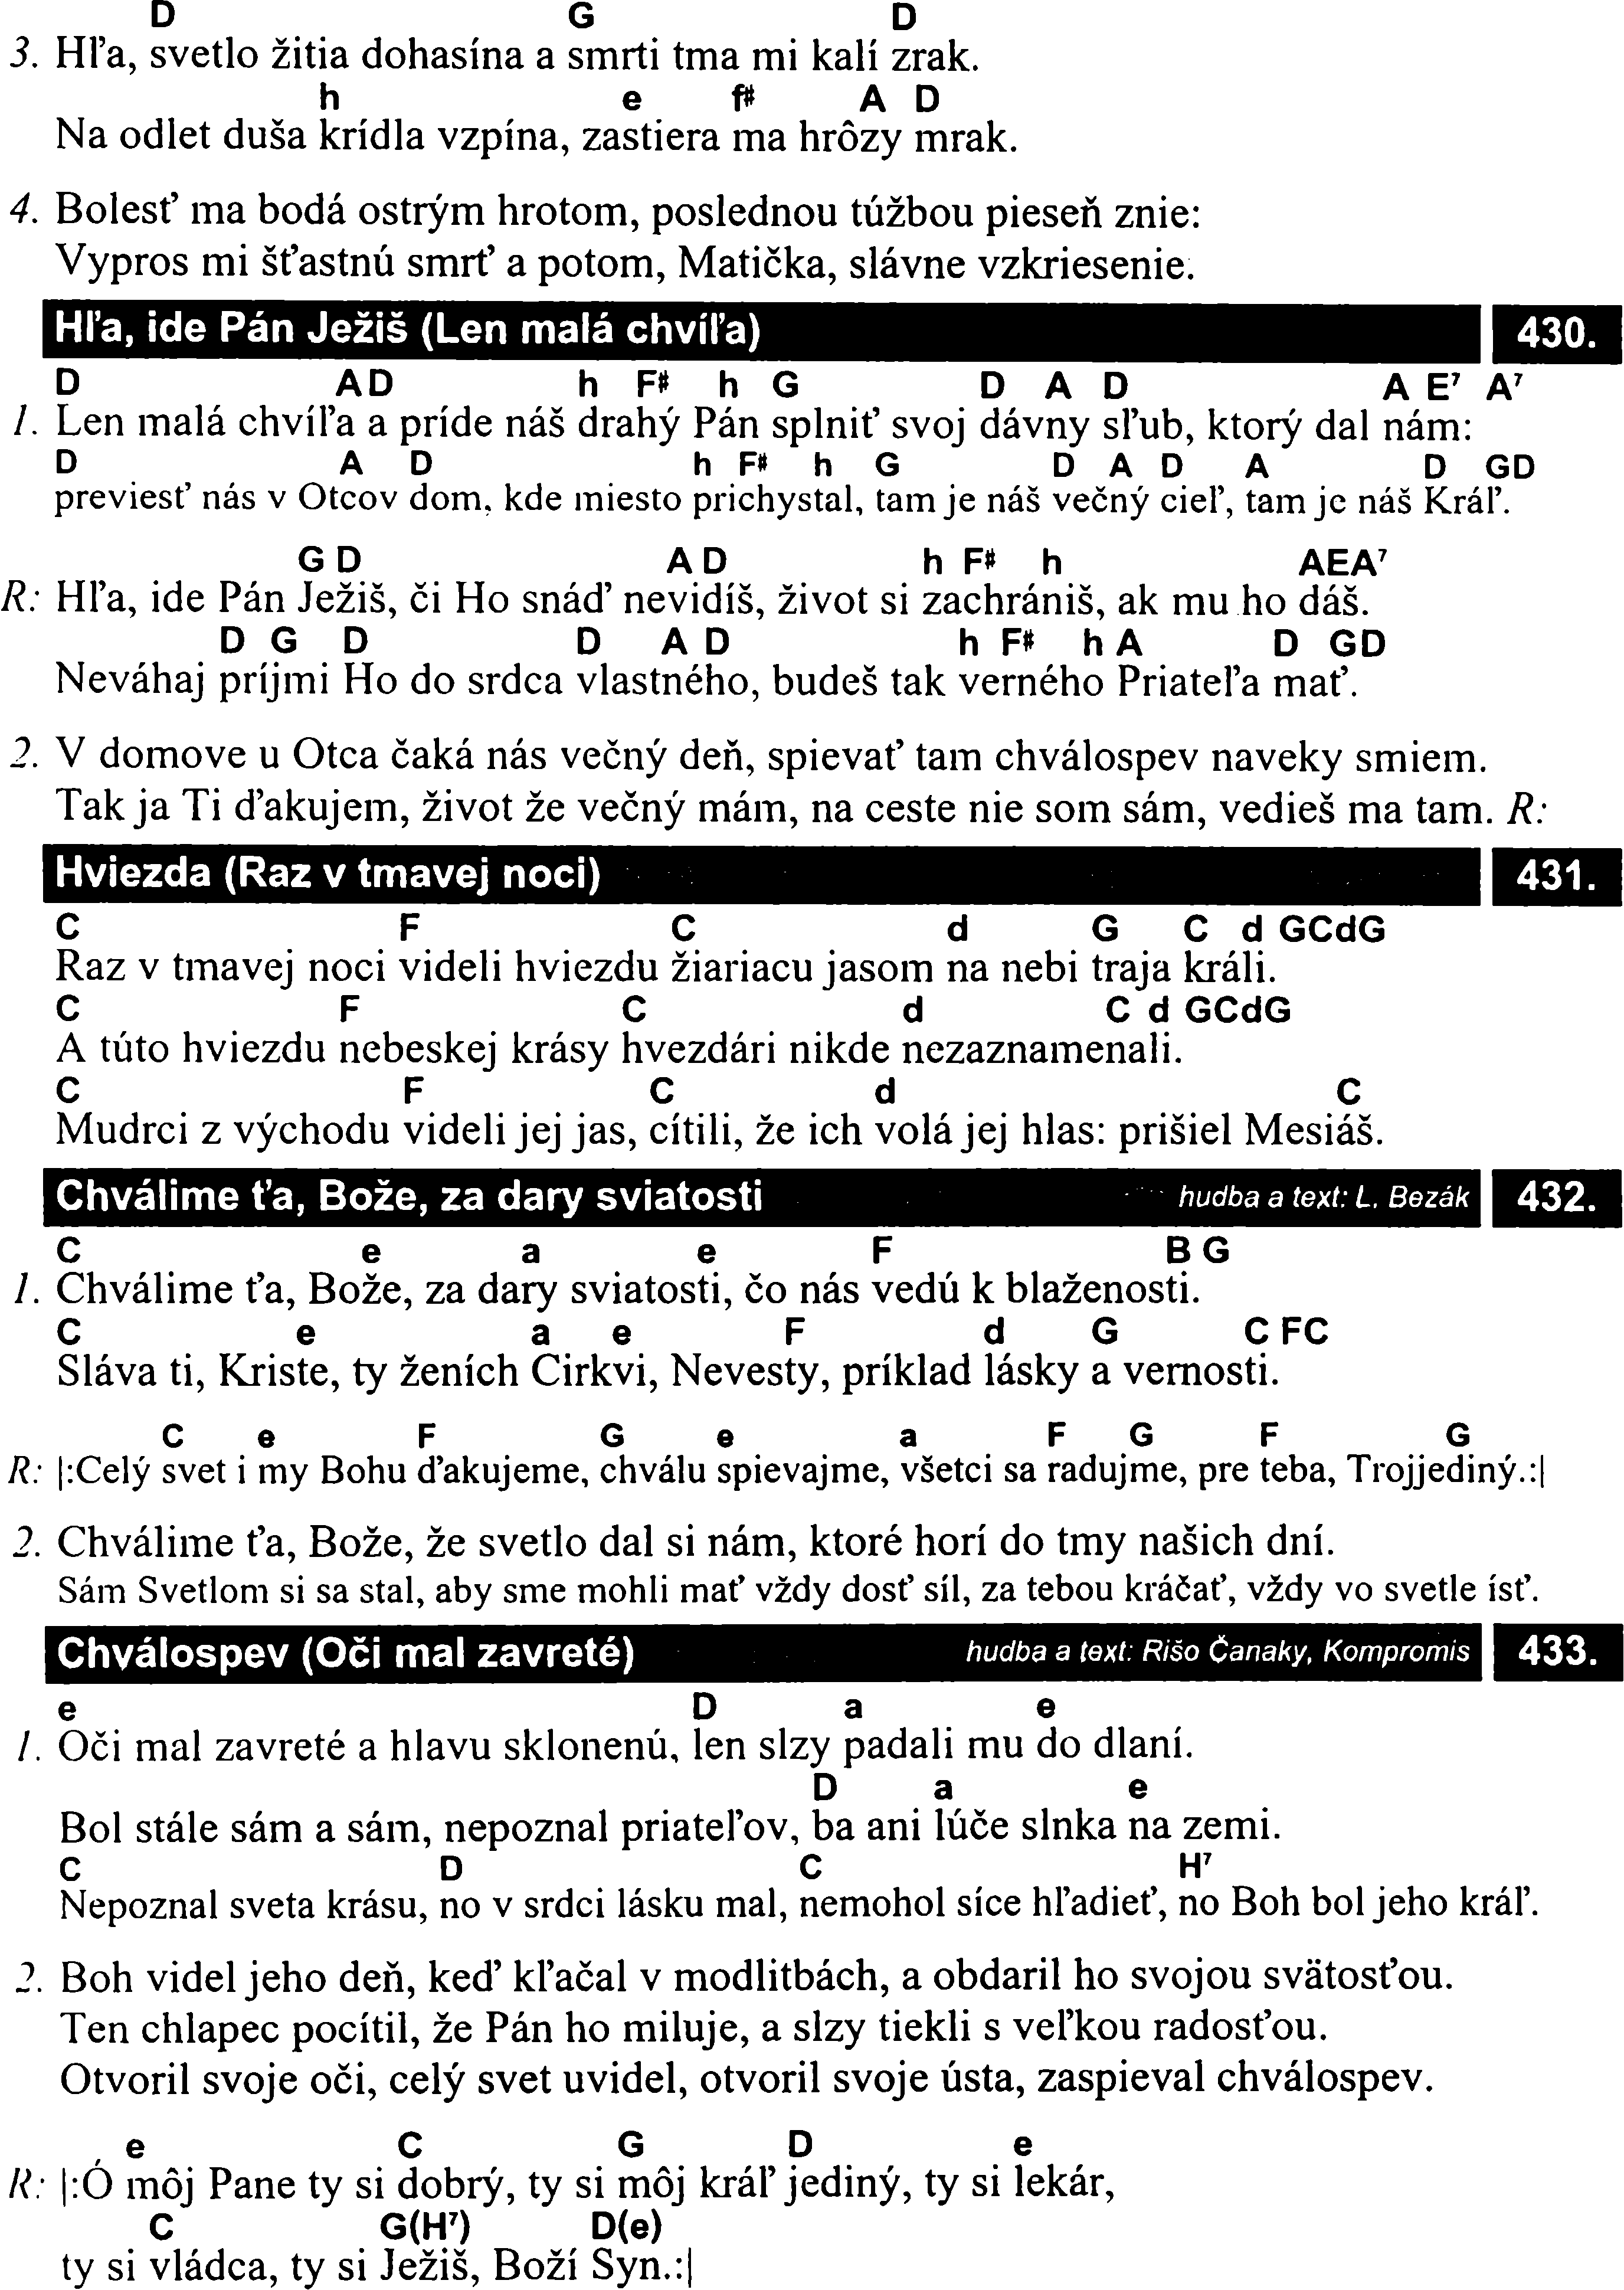 D G D
3. Hľa, svetlo žitia dohasína a smrti tma mi kalí zrak.
h e f# A D
Na odlet duša krídla vzpína, zastiera ma hrôzy mrak.
4. Bolesť ma bodá ostrým hrotom, poslednou túžbou pieseň znie:
Vypros mi šťastnú smrť a potom, Matička, slávne vzkriesenie.
Hľa, ide Pán Ježiš (Len malá chvíľa) 430.
D A D h F# h G D A D A E⁷ A⁷
1. Len malá chvíľa a príde náš drahý Pán splniť svoj dávny sľub, ktorý dal nám:
D A D h F# h G D A D A D GD
previesť nás v Otcov dom, kde miesto prichystal, tam je náš večný cieľ, tam je náš Kráľ.
G D A D h F# h AEA⁷
R: Hľa, ide Pán Ježiš, či Ho snáď nevidíš, život si zachrániš, ak mu ho dáš.
D G D D A D h F# h A D GD
Neváhaj príjmi Ho do srdca vlastného, budeš tak verného Priateľa mať.
2. V domove u Otca čaká nás večný deň, spievať tam chválospev naveky smiem.
Tak ja Ti ďakujem, život že večný mám, na ceste nie som sám, vedieš ma tam. R:
Hviezda (Raz v tmavej noci) 431.
C F C d G C d GCdG
Raz v tmavej noci videli hviezdu žiariacu jasom na nebi traja králi.
C F C d C d GCdG
A túto hviezdu nebeskej krásy hvezdári nikde nezaznamenali.
C F C d C
Mudrci z východu videli jej jas, cítili, že ich volá jej hlas: prišiel Mesiáš.
Chválime ťa, Bože, za dary sviatosti hudba a text: L. Bezák 432.
C e a e F B G
1. Chválime ťa, Bože, za dary sviatosti, čo nás vedú k blaženosti.
C e a e F d G C FC
Sláva ti, Kriste, ty ženích Cirkvi, Nevesty, príklad lásky a vernosti.
C e F G e a F G F G
R: |:Celý svet i my Bohu ďakujeme, chválu spievajme, všetci sa radujme, pre teba, Trojjediný.:|
2. Chválime ťa, Bože, že svetlo dal si nám, ktoré horí do tmy našich dní.
Sám Svetlom si sa stal, aby sme mohli mať vždy dosť síl, za tebou kráčať, vždy vo svetle ísť.
Chválospev (Oči mal zavreté) hudba a text: Rišo Čanaky, Kompromis 433.
e D a e
1. Oči mal zavreté a hlavu sklonenú, len slzy padali mu do dlaní.
D a e
Bol stále sám a sám, nepoznal priateľov, ba ani lúče slnka na zemi.
C D C H⁷
Nepoznal sveta krásu, no v srdci lásku mal, nemohol síce hľadieť, no Boh bol jeho kráľ.
2. Boh videl jeho deň, keď kľačal v modlitbách, a obdaril ho svojou svätosťou.
Ten chlapec pocítil, že Pán ho miluje, a slzy tiekli s veľkou radosťou.
Otvoril svoje oči, celý svet uvidel, otvoril svoje ústa, zaspieval chválospev.
e C G D e
R: |:Ó môj Pane ty si dobrý, ty si môj kráľ jediný, ty si lekár,
C G(H⁷) D(e)
ty si vládca, ty si Ježiš, Boží Syn.:|